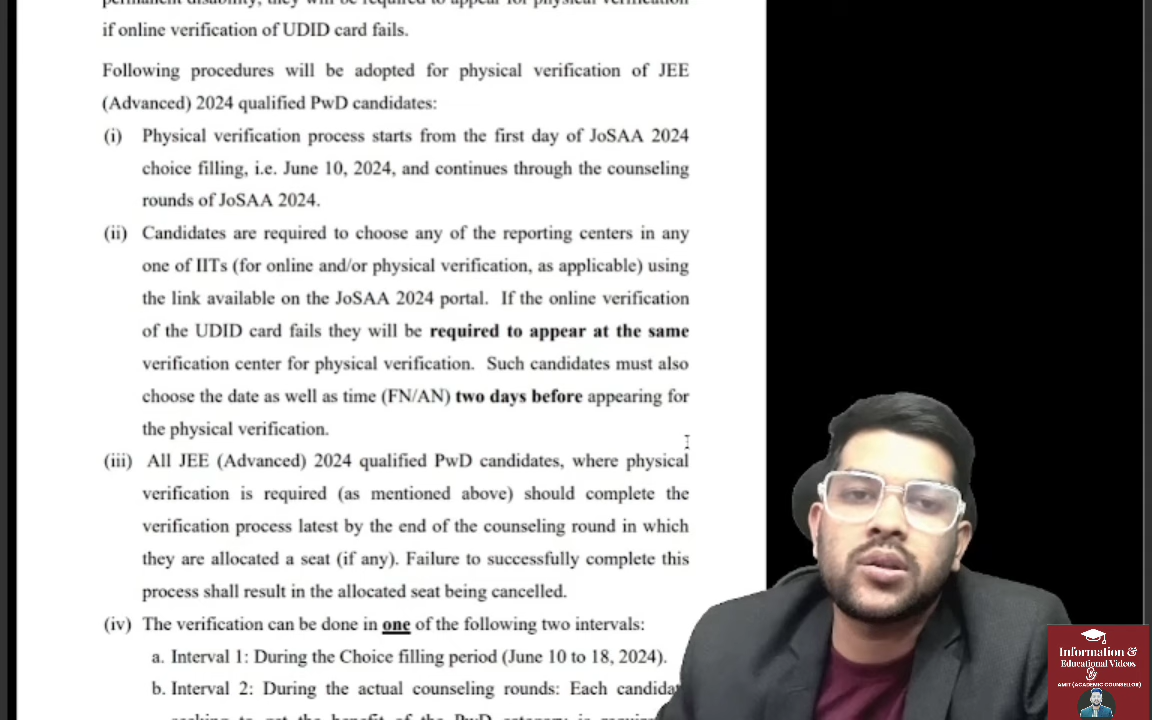 if online verification of UDID card fails.
Following procedures will be adopted for physical verification of JEE
(Advanced) 2024 qualified PwD candidates:
(i) Physical verification process starts from the first day of JoSAA 2024
choice filling, i.e. June 10, 2024, and continues through the counseling
rounds of JoSAA 2024.
(ii) Candidates are required to choose any of the reporting centers in any
one of IITs (for online and/or physical verification, as applicable) using
the link available on the JoSAA 2024 portal. If the online verification
of the UDID card fails they will be required to appear at the same
verification center for physical verification. Such candidates must also
choose the date as well as time (FN/AN) two days before appearing for
the physical verification.
(iii) All JEE (Advanced) 2024 qualified PwD candidates, where physical
verification is required (as mentioned above) should complete the
verification process latest by the end of the counseling round in which
they are allocated a seat (if any). Failure to successfully complete this
process shall result in the allocated seat being cancelled.
(iv) The verification can be done in one of the following two intervals:
a. Interval 1: During the Choice filling period (June 10 to 18, 2024).
b. Interval 2: During the actual counseling rounds: Each
Information &
Educational Videos
By
AMIT (ACADEMIC COUNSELLOR)